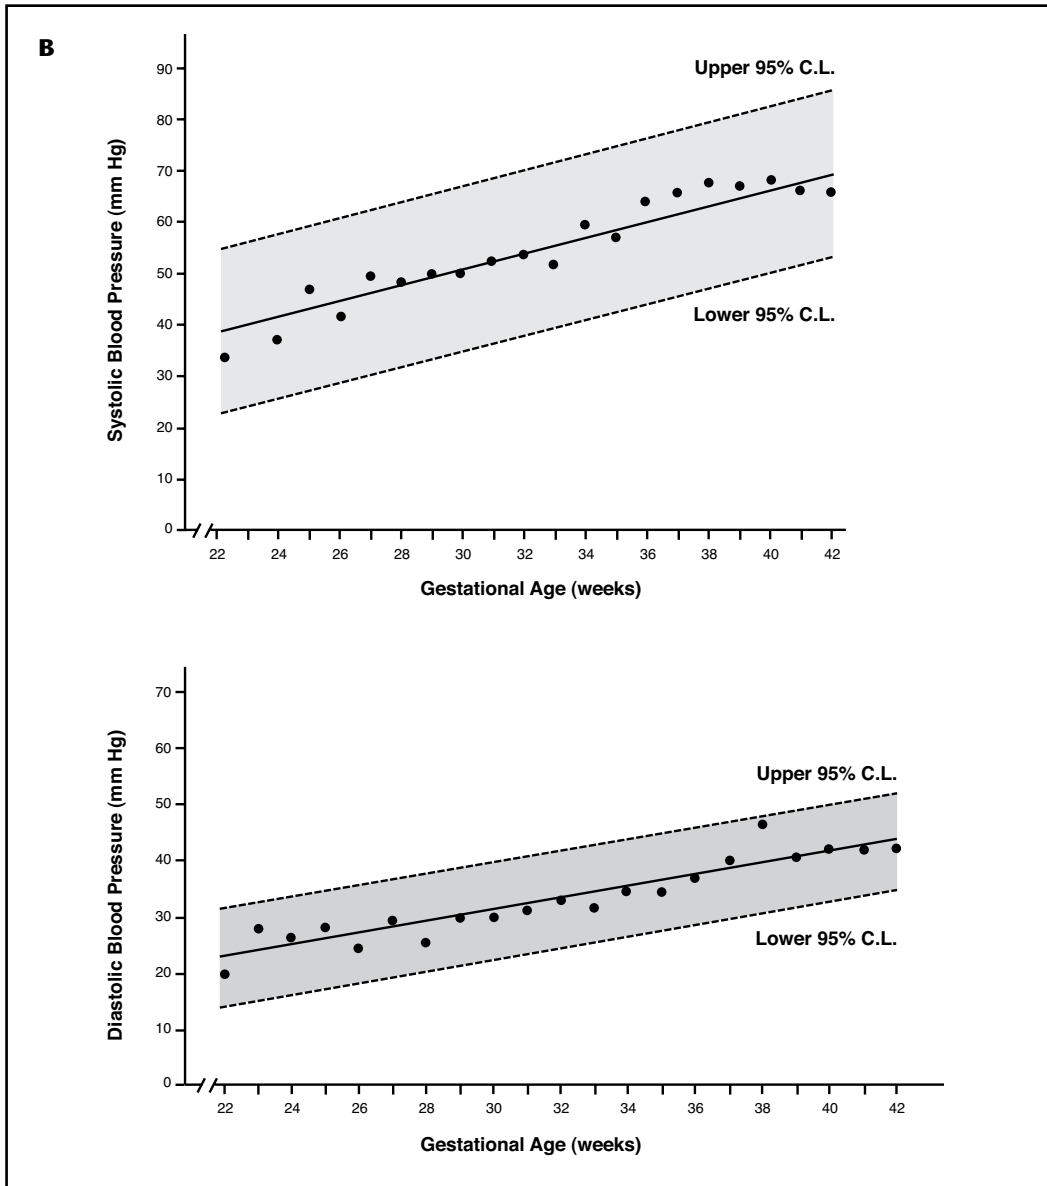 B
Upper 95% C.L.
Lower 95% C.L.
Systolic Blood Pressure (mm Hg)
90
80
70
60
50
40
30
20
10
0
22 24 26 28 30 32 34 36 38 40 42
Gestational Age (weeks)
Upper 95% C.L.
Lower 95% C.L.
Diastolic Blood Pressure (mm Hg)
70
60
50
40
30
20
10
0
22 24 26 28 30 32 34 36 38 40 42
Gestational Age (weeks)